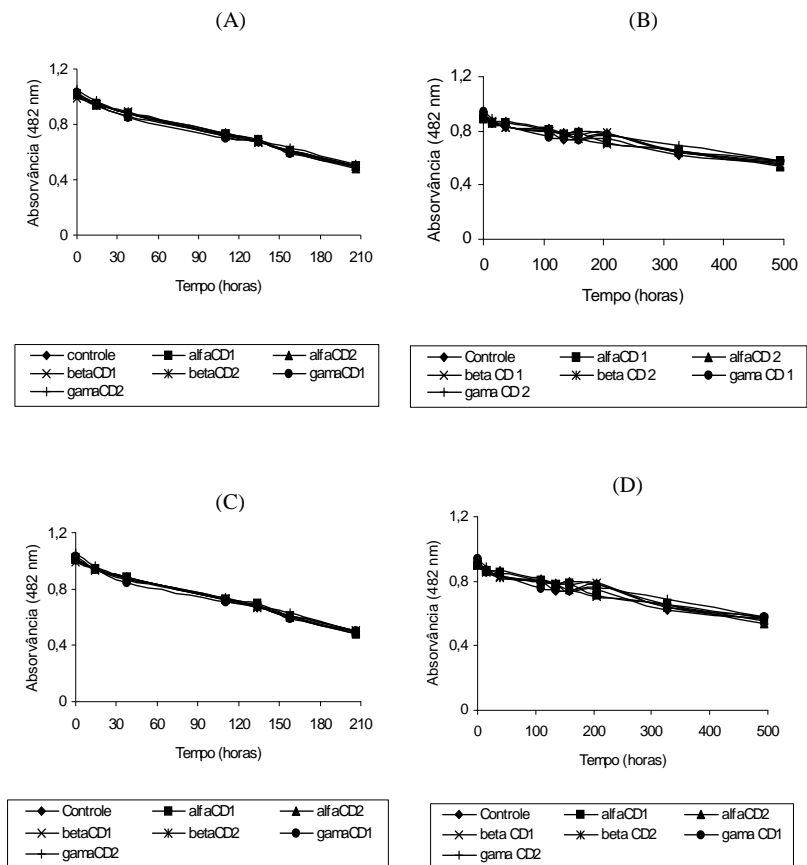 (A)
1,2
0,8
0,4
0
Absorvância (482 nm)
0 30 60 90 120 150 180 210
Tempo (horas)
controle alfaCD1 alfaCD2
betaCD1 betaCD2 gamaCD1
gamaCD2
(B)
1,2
0,8
0,4
0
Absorvância (482 nm)
0 100 200 300 400 500
Tempo (horas)
Controle alfaCD 1 alfaCD 2
beta CD 1 beta CD 2 gama CD 1
gama CD 2
(C)
1,2
0,8
0,4
0
Absorvância (482 nm)
0 30 60 90 120 150 180 210
Tempo (horas)
Controle alfaCD1 alfaCD2
betaCD1 betaCD2 gamaCD1
gamaCD2
(D)
1,2
0,8
0,4
0
Absorvância (482 nm)
0 100 200 300 400 500
Tempo (horas)
Controle alfaCD1 alfaCD2
beta CD1 beta CD2 gama CD1
gama CD2